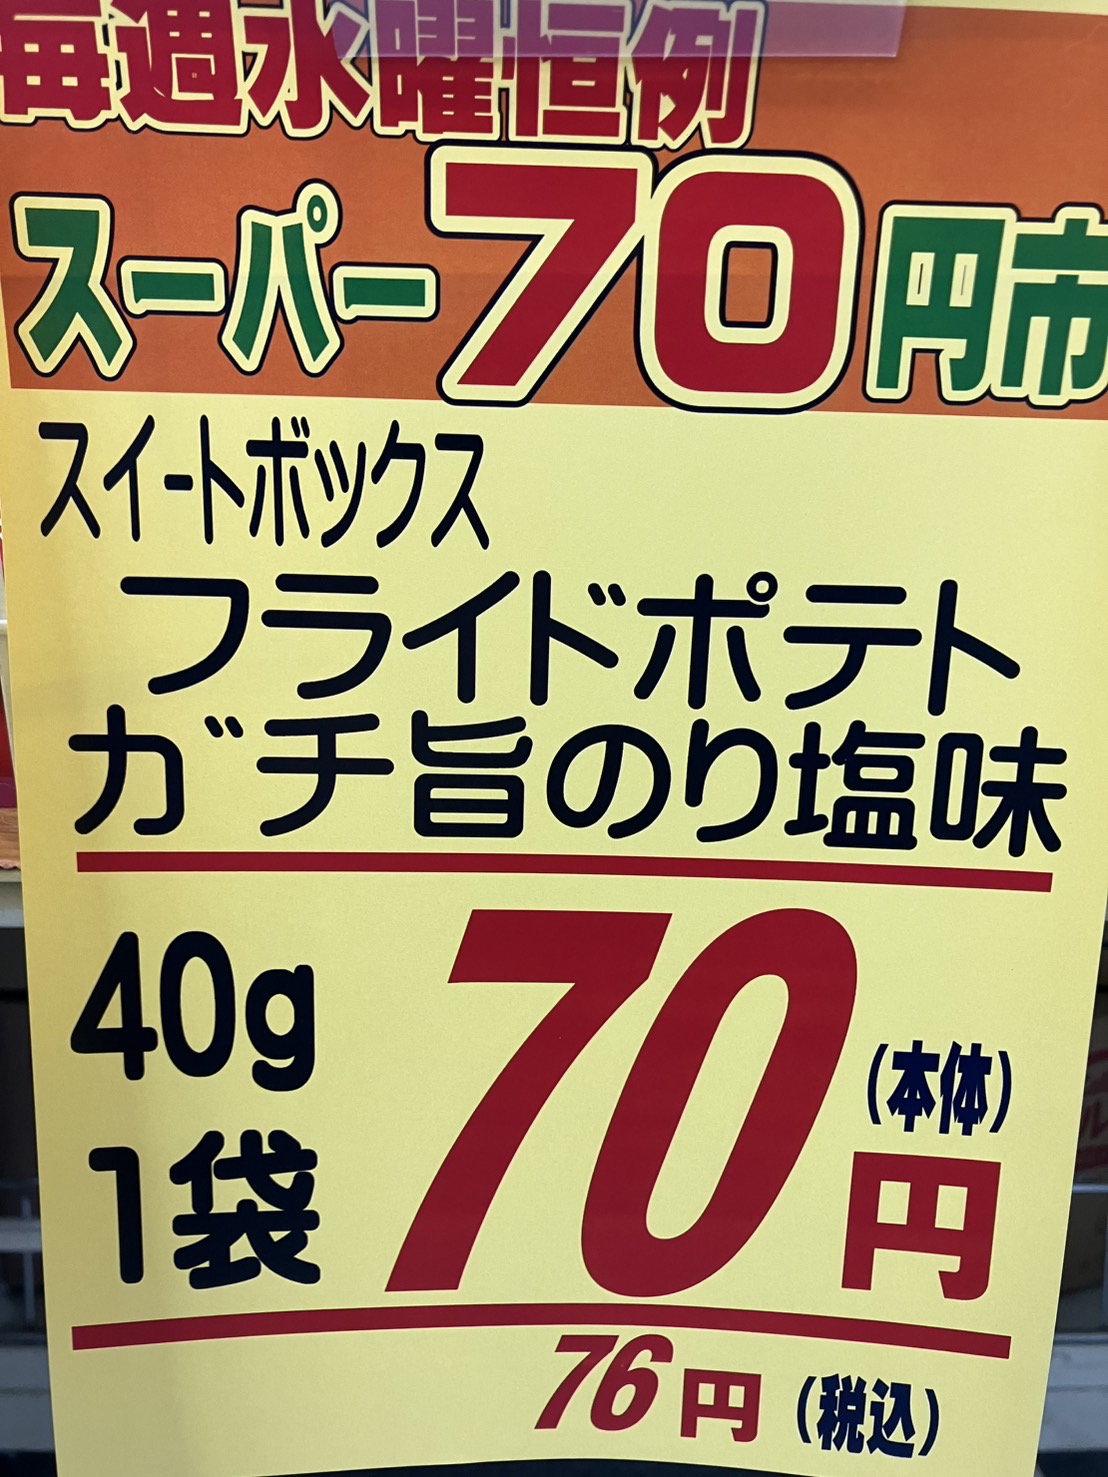 毎週水曜恒例
スーパー70円市
スイートボックス
フライドポテト
ガチ旨のり塩味
40g
1袋
70円(本体)
76円(税込)